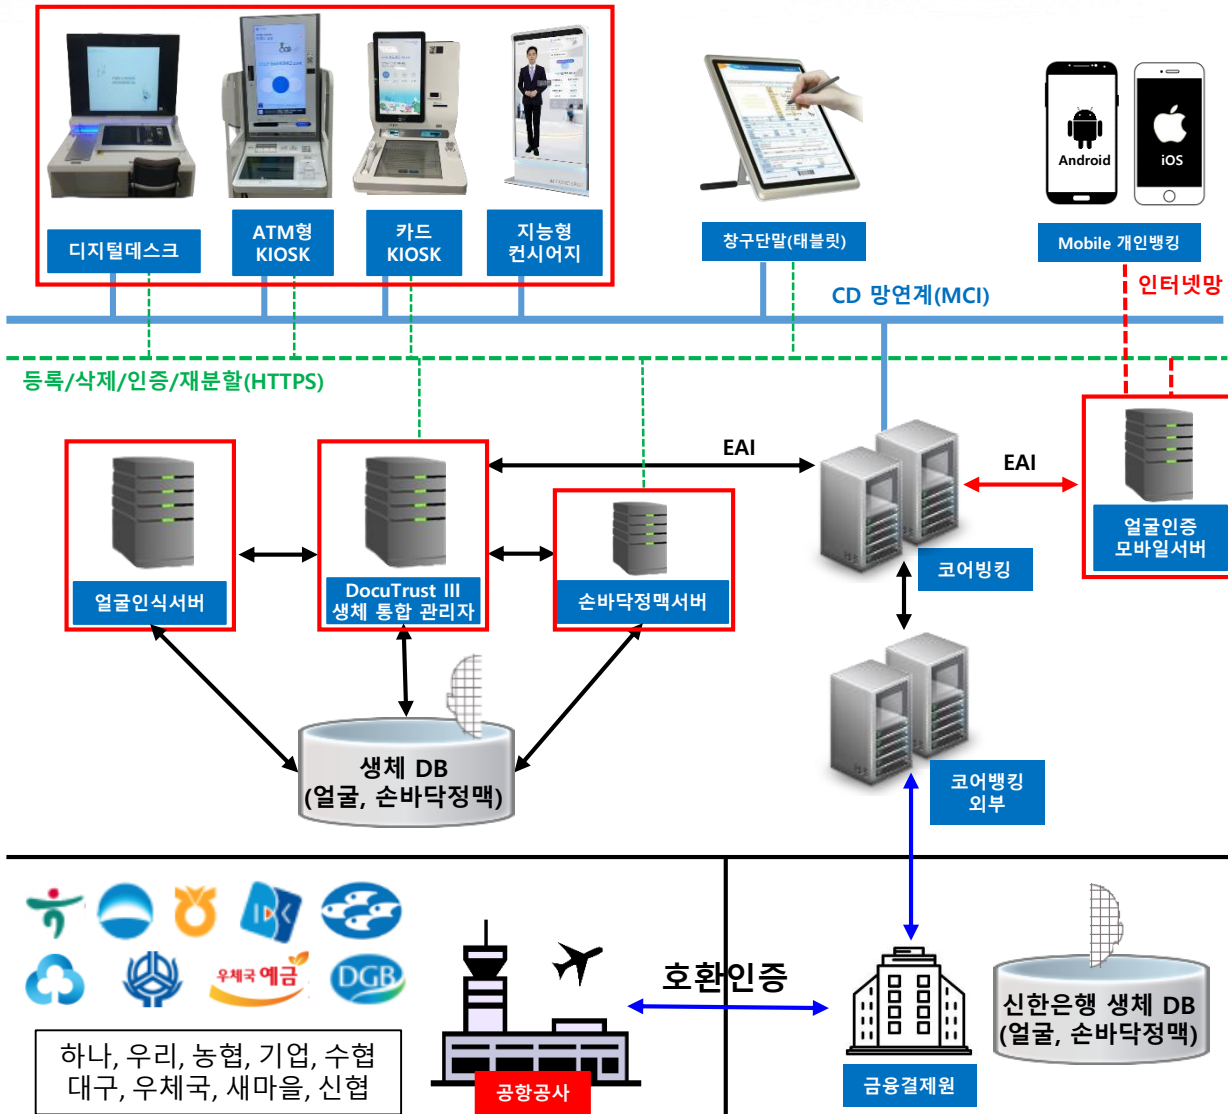 Android
iOS
디지털데스크
ATM형
KIOSK
카드
KIOSK
지능형
컨시어지
창구단말(태블릿)
Mobile 개인뱅킹
CD 망연계(MCI)
인터넷망
등록/삭제/인증/재분할(HTTPS)
EAI
EAI
얼굴인식서버
DocuTrust III
생체 통합 관리자
손바닥정맥서버
코어빙킹
얼굴인증
모바일서버
생체 DB
(얼굴, 손바닥정맥)
코어뱅킹
외부
우체국 예금
DGB
호환인증
신한은행 생체 DB
(얼굴, 손바닥정맥)
하나, 우리, 농협, 기업, 수협
대구, 우체국, 새마을, 신협
공항공사
금융결제원